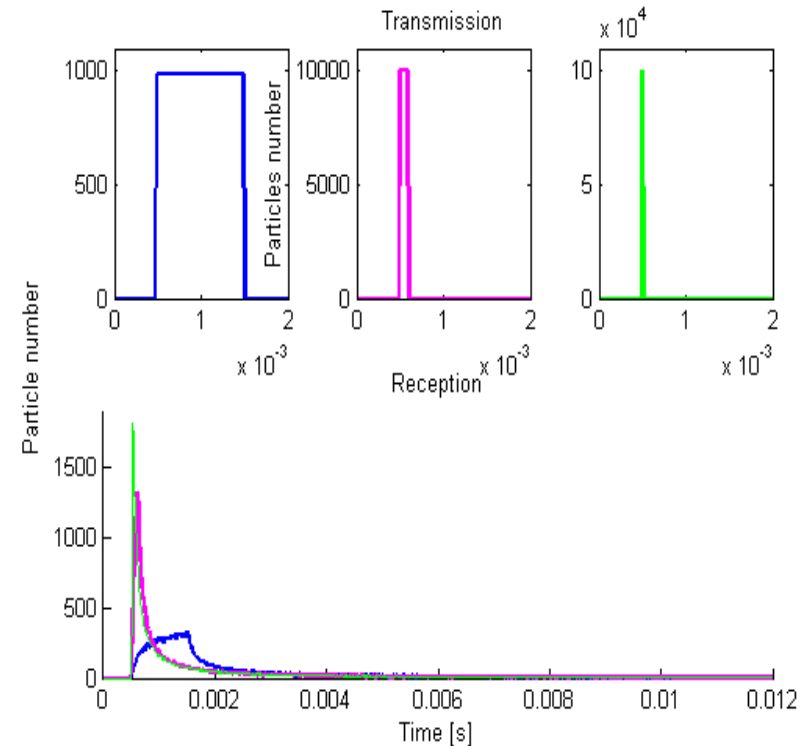 Transmission
x 10^4
1000
500
0
0 1 2
x 10^-3
Particles number
10000
5000
0
0 1 2
x 10^-3
10
5
0
0 1 2
x 10^-3
Particle number
Reception
1500
1000
500
0
0 0.002 0.004 0.006 0.008 0.01 0.012
Time [s]